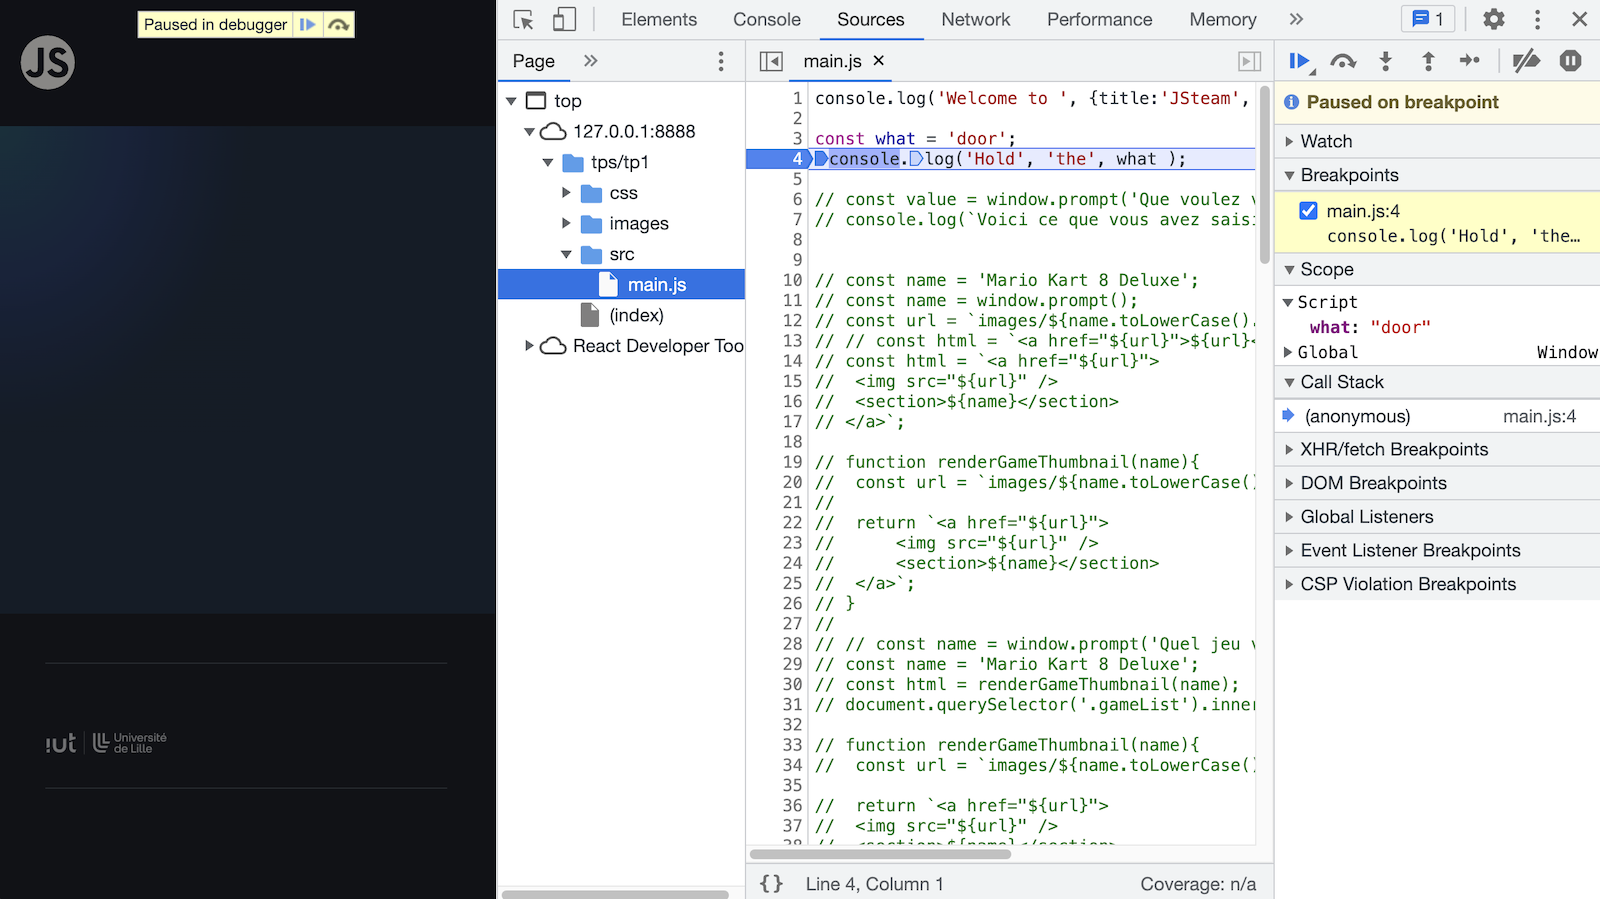 Paused in debugger
JS
!ut
Université
de Lille
Elements
Console
Sources
Network
Performance
Memory
1
Page
main.js
top
127.0.0.1:8888
tps/tp1
css
images
src
main.js
(index)
React Developer Too
1 console.log('Welcome to ', {title:'JSteam',
2
3 const what = 'door';
4 console.log('Hold', 'the', what );
5
6 // const value = window.prompt('Que voulez v
7 // console.log(`Voici ce que vous avez saisi
8
9
10 // const name = 'Mario Kart 8 Deluxe';
11 // const name = window.prompt();
12 // const url = `images/${name.toLowerCase().
13 // // const html = `<a href="${url}">${url}<
14 // const html = `<a href="${url}">
15 //  <img src="${url}" />
16 //  <section>${name}</section>
17 // </a>`;
18
19 // function renderGameThumbnail(name){
20 //  const url = `images/${name.toLowerCase()
21 //
22 //  return `<a href="${url}">
23 //      <img src="${url}" />
24 //      <section>${name}</section>
25 //  </a>`;
26 // }
27 //
28 // // const name = window.prompt('Quel jeu v
29 // const name = 'Mario Kart 8 Deluxe';
30 // const html = renderGameThumbnail(name);
31 // document.querySelector('.gameList').inner
32
33 // function renderGameThumbnail(name){
34 //  const url = `images/${name.toLowerCase()
35
36 //  return `<a href="${url}">
37 //  <img src="${url}" />
38 //  <section>${name}</section>
{} Line 4, Column 1
Coverage: n/a
Paused on breakpoint
Watch
Breakpoints
main.js:4
console.log('Hold', 'the…
Scope
Script
what: "door"
Global Window
Call Stack
(anonymous) main.js:4
XHR/fetch Breakpoints
DOM Breakpoints
Global Listeners
Event Listener Breakpoints
CSP Violation Breakpoints